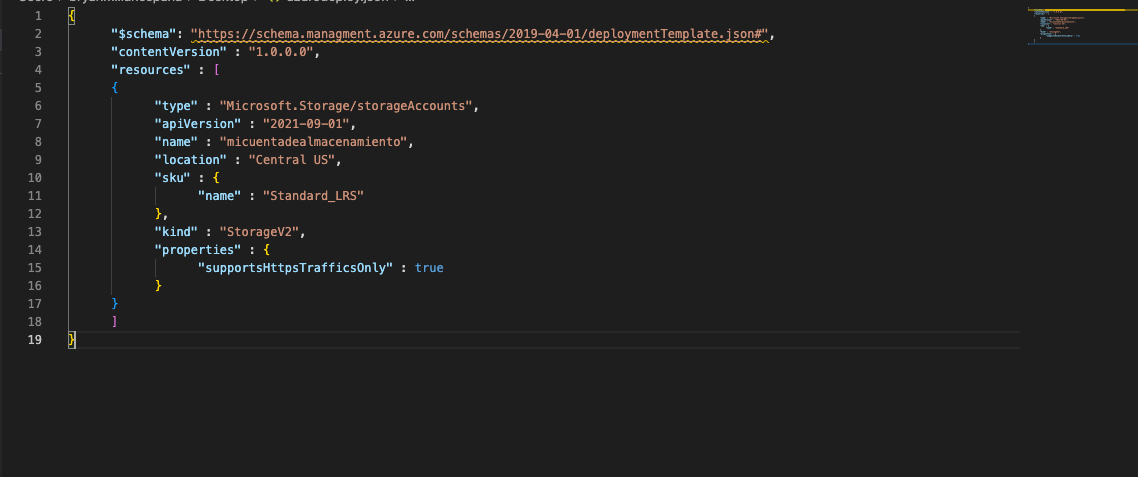 1 {
2 "$schema": "https://schema.managment.azure.com/schemas/2019-04-01/deploymentTemplate.json#",
3 "contentVersion" : "1.0.0.0",
4 "resources" : [
5 {
6 "type" : "Microsoft.Storage/storageAccounts",
7 "apiVersion" : "2021-09-01",
8 "name" : "micuentadealmacenamiento",
9 "location" : "Central US",
10 "sku" : {
11 "name" : "Standard_LRS"
12 },
13 "kind" : "StorageV2",
14 "properties" : {
15 "supportsHttpsTrafficsOnly" : true
16 }
17 }
18 ]
19 }